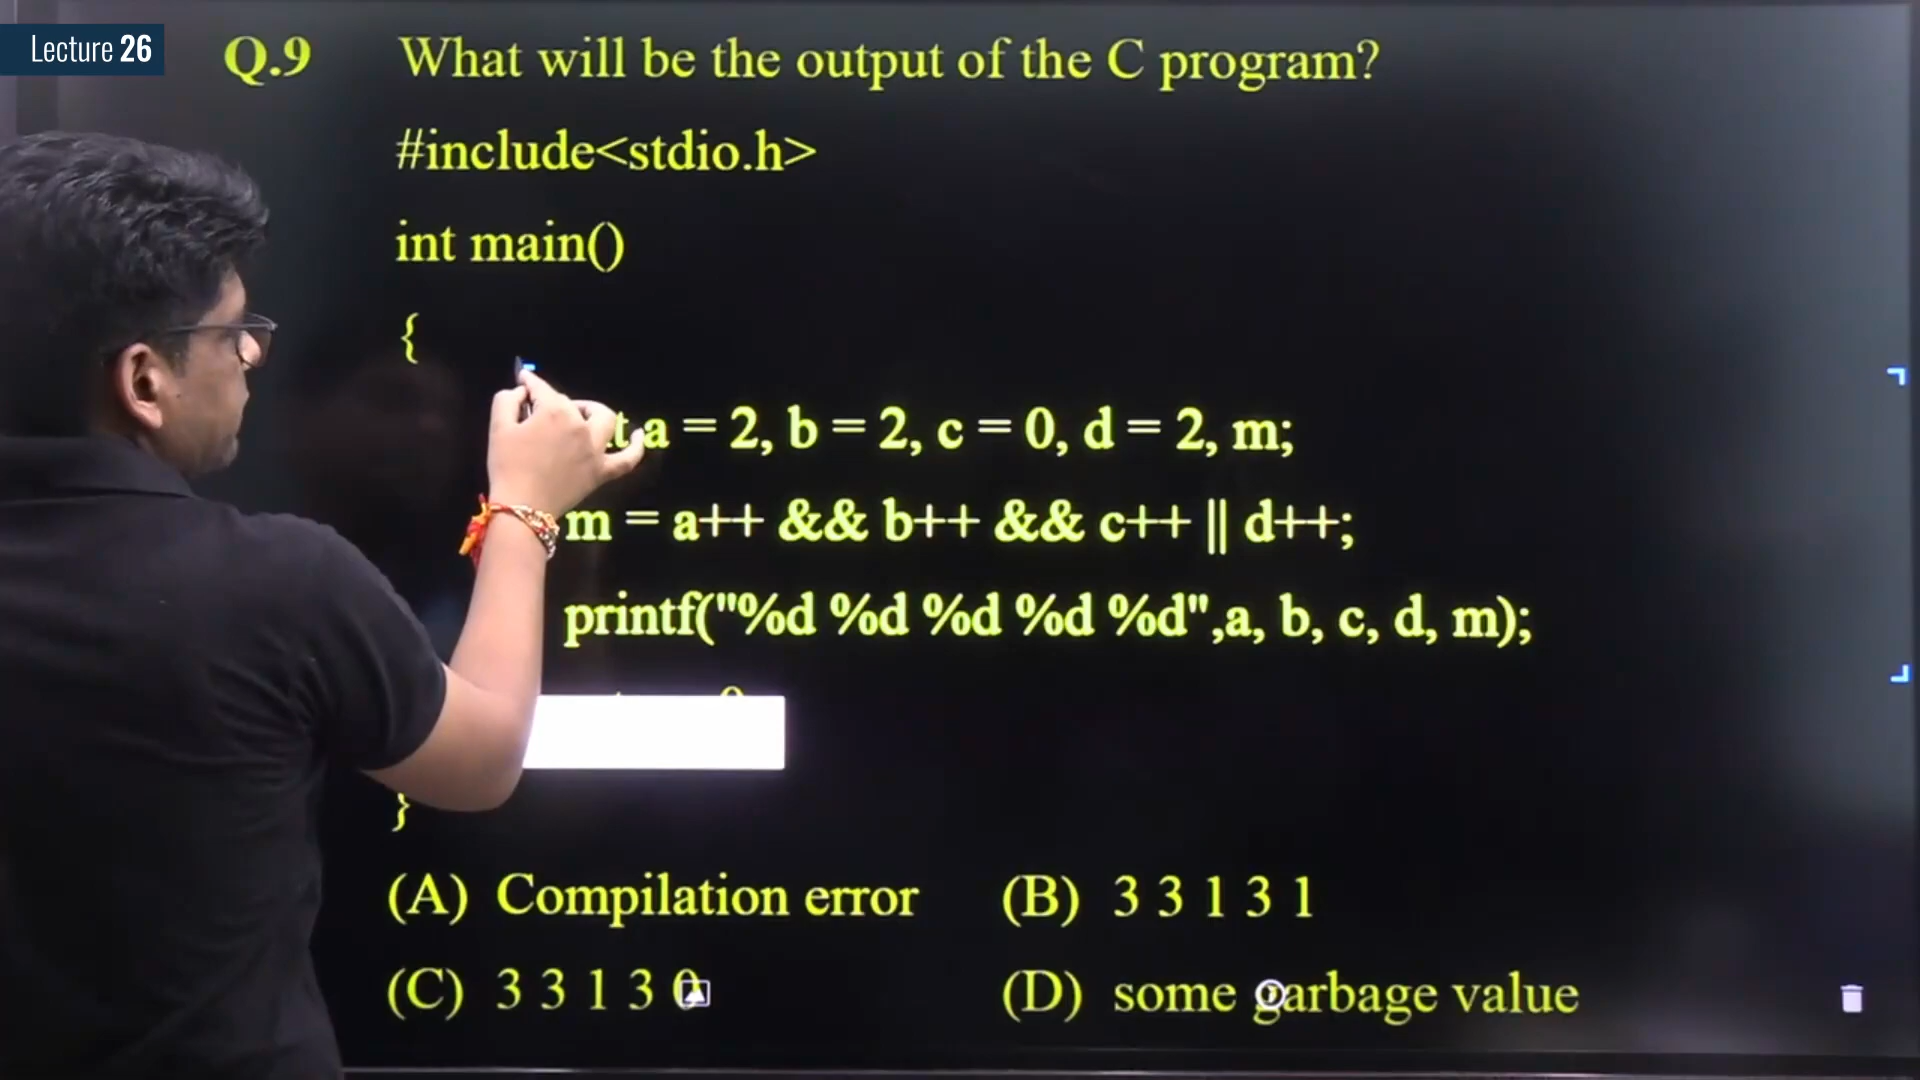 Lecture 26
Q.9 What will be the output of the C program?
#include<stdio.h>
int main()
{
a = 2, b = 2, c = 0, d = 2, m;
m = a++ && b++ && c++ || d++;
printf("%d %d %d %d %d",a, b, c, d, m);
}
(A) Compilation error (B) 3 3 1 3 1
(C) 3 3 1 3 0 (D) some garbage value